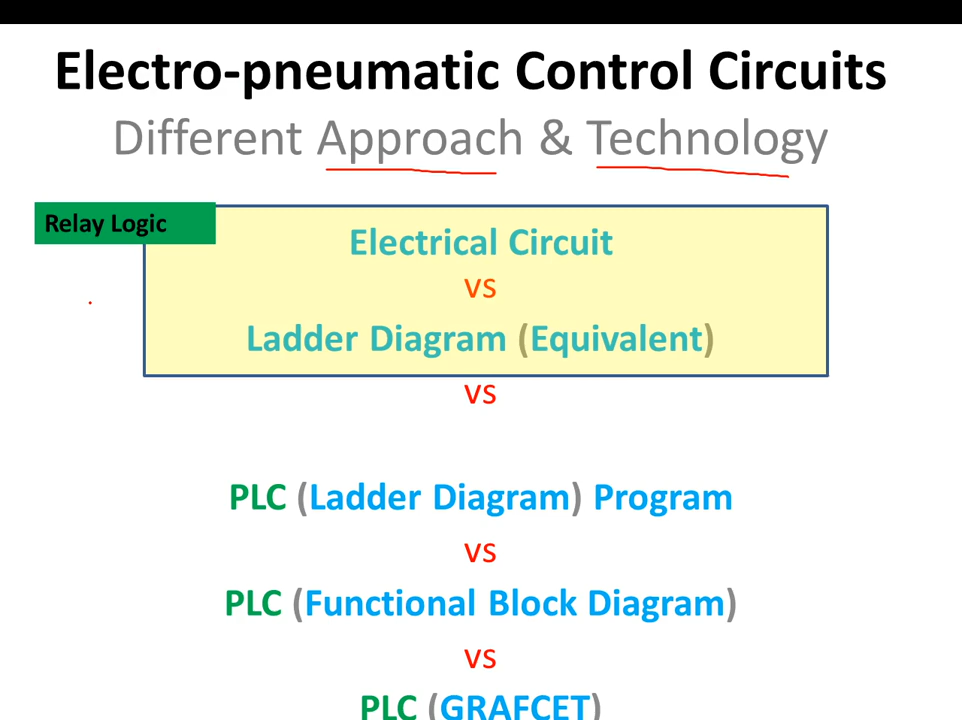 Electro-pneumatic Control Circuits
Different Approach & Technology
Relay Logic
Electrical Circuit
vs
Ladder Diagram (Equivalent)
vs
PLC (Ladder Diagram) Program
vs
PLC (Functional Block Diagram)
vs
PLC (GRAFCET)